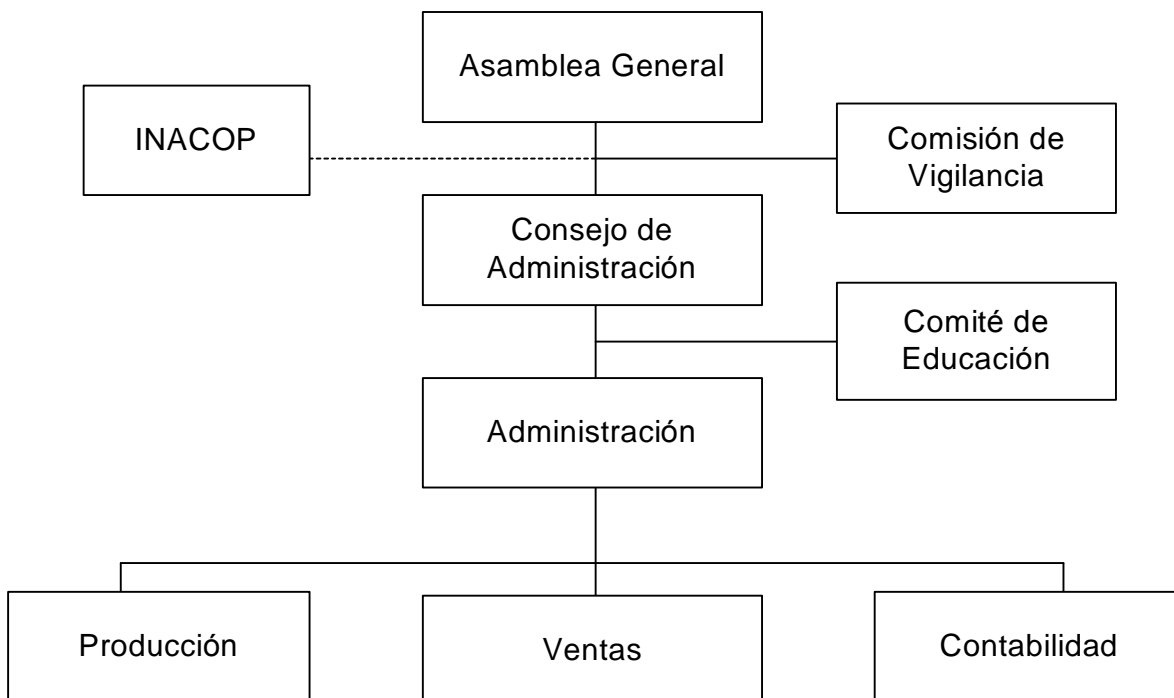 Asamblea General
INACOP
Comisión de
Vigilancia
Consejo de
Administración
Comité de
Educación
Administración
Producción
Ventas
Contabilidad